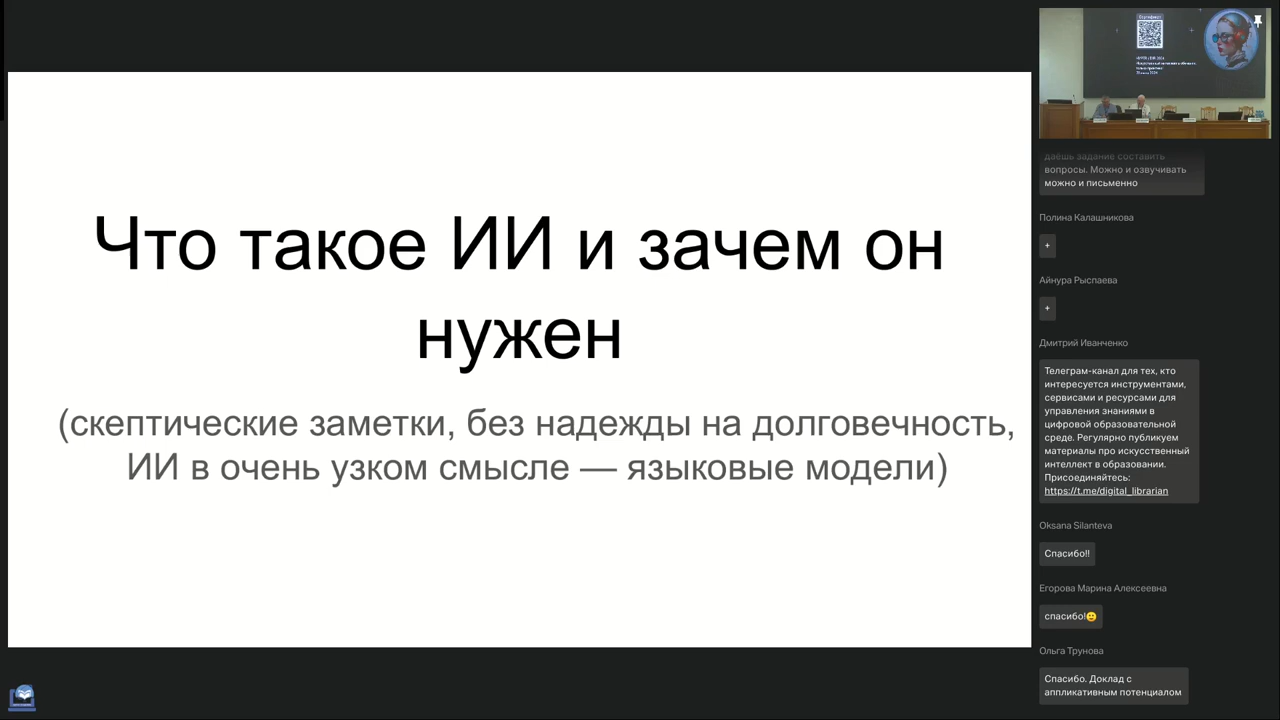 Что такое ИИ и зачем он
нужен
(скептические заметки, без надежды на долговечность,
ИИ в очень узком смысле — языковые модели)
Сертификат
даёшь задание составить
вопросы. Можно и озвучивать
можно и письменно
Полина Калашникова
+
Айнура Рыспаева
+
Дмитрий Иванченко
Телеграм-канал для тех, кто
интересуется инструментами,
сервисами и ресурсами для
управления знаниями в
цифровой образовательной
среде. Регулярно публикуем
материалы про искусственный
интеллект в образовании.
Присоединяйтесь:
https://t.me/digital_librarian
Oksana Silanteva
Спасибо!!
Егорова Марина Алексеевна
спасибо!🙂
Ольга Трунова
Спасибо. Доклад с
аппликативным потенциалом